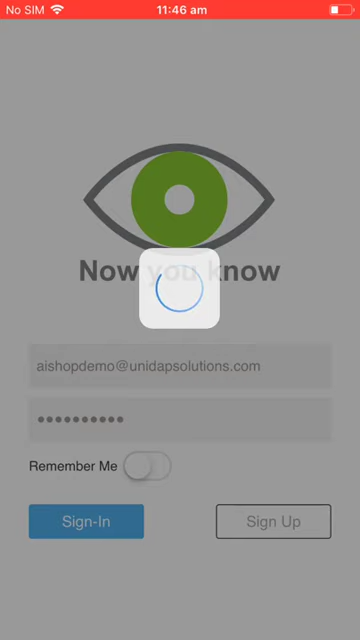 No SIM 11:46 am
Now you know
aishopdemo@unidapsolutions.com
••••••••••
Remember Me
Sign-In Sign Up